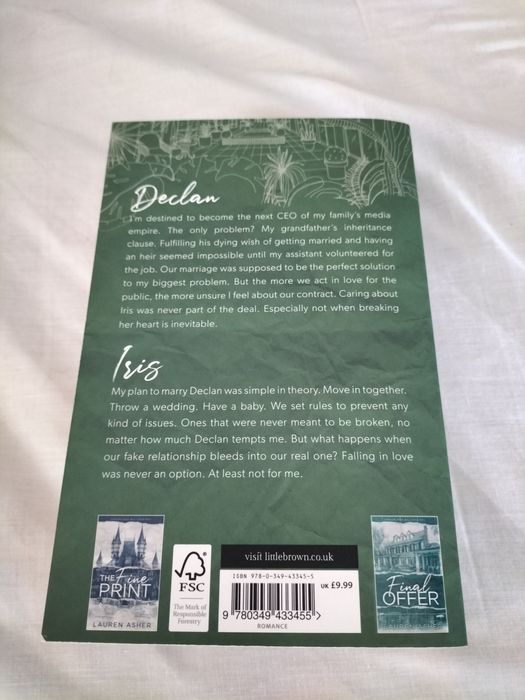 Declan
I'm destined to become the next CEO of my family's media
empire. The only problem? My grandfather's inheritance
clause. Fulfilling his dying wish of getting married and having
an heir seemed impossible until my assistant volunteered for
the job. Our marriage was supposed to be the perfect solution
to my biggest problem. But the more we act in love for the
public, the more unsure I feel about our contract. Caring about
Iris was never part of the deal. Especially not when breaking
her heart is inevitable.
Iris
My plan to marry Declan was simple in theory. Move in together.
Throw a wedding. Have a baby. We set rules to prevent any
kind of issues. Ones that were never meant to be broken, no
matter how much Declan tempts me. But what happens when
our fake relationship bleeds into our real one? Falling in love
was never an option. At least not for me.
THE Fine
PRINT
LAUREN ASHER
FSC
The Mark of
Responsible
Forestry
visit littlebrown.co.uk
ISBN 978-0-349-43345-5
UK £9.99
9 780349 433455 >
ROMANCE
Final
OFFER